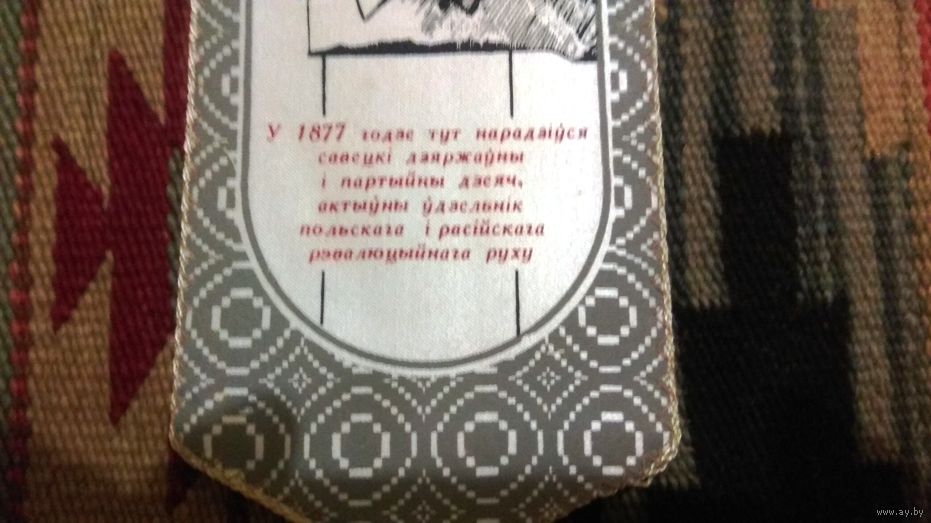 У 1877 годзе тут нарадзіўся
савецкі дзяржаўны
і партыйны дзеяч,
актыўны ўдзельнік
польскага і расійскага
рэвалюцыйнага руху
www.ay.by